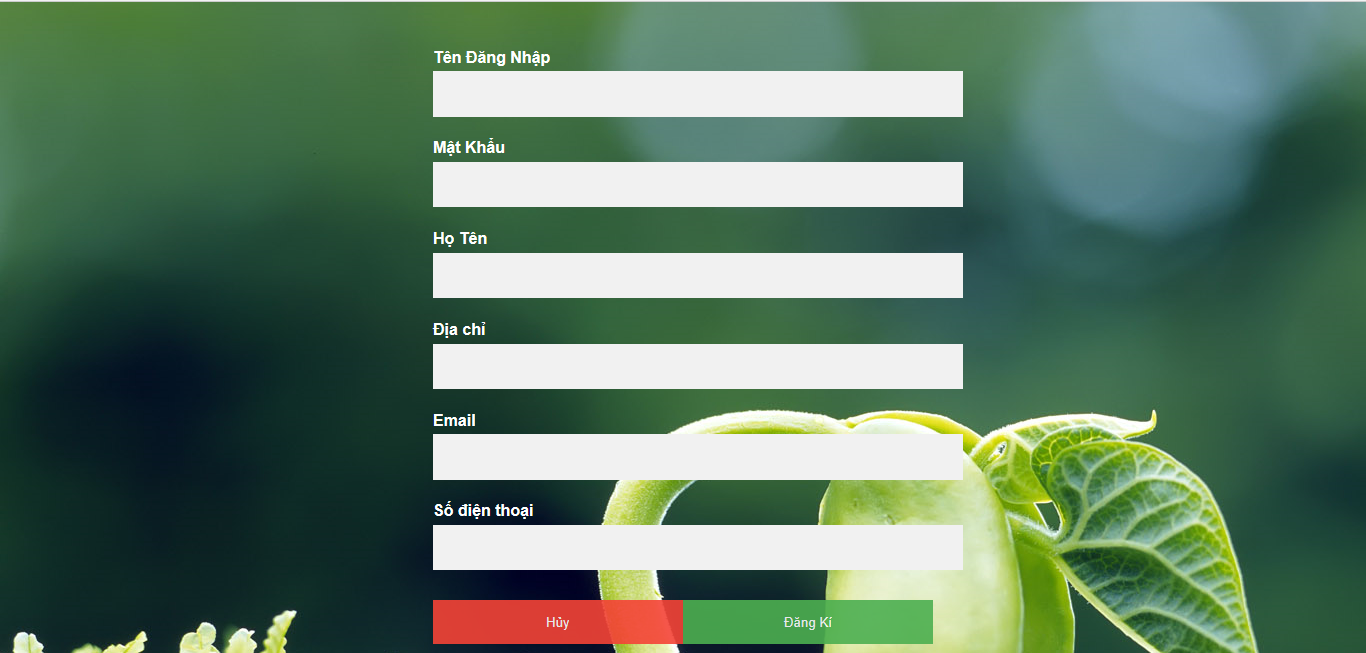 Tên Đăng Nhập
Mật Khẩu
Họ Tên
Địa chỉ
Email
Số điện thoại
Hủy
Đăng Kí